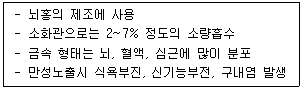 - 뇌홍의 제조에 사용
- 소화관으로는 2~7% 정도의 소량흡수
- 금속 형태는 뇌, 혈액, 심근에 많이 분포
- 만성노출시 식욕부진, 신기능부전, 구내염 발생